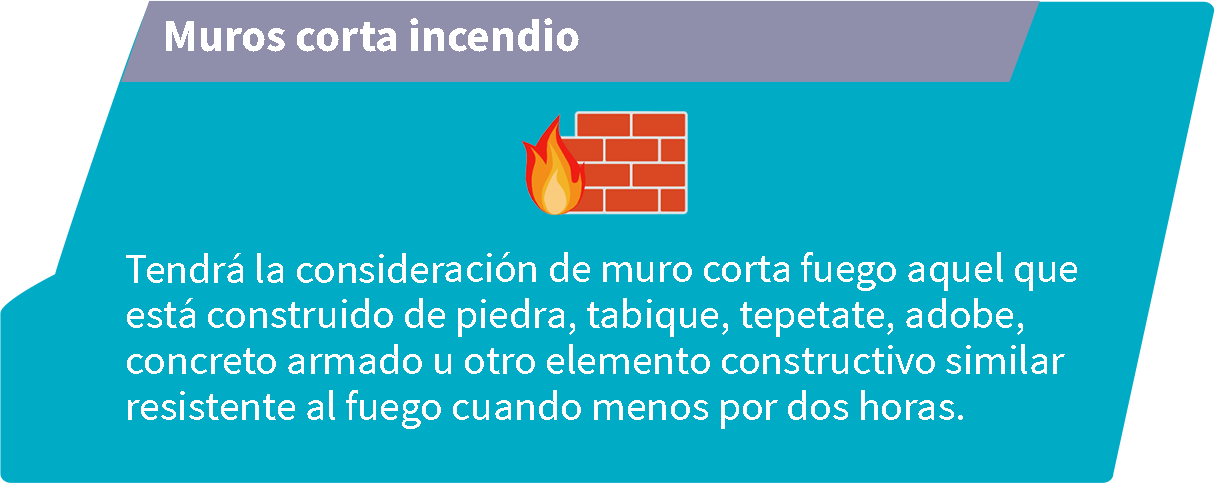 Muros corta incendio
Tendrá la consideración de muro corta fuego aquel que
está construido de piedra, tabique, tepetate, adobe,
concreto armado u otro elemento constructivo similar
resistente al fuego cuando menos por dos horas.